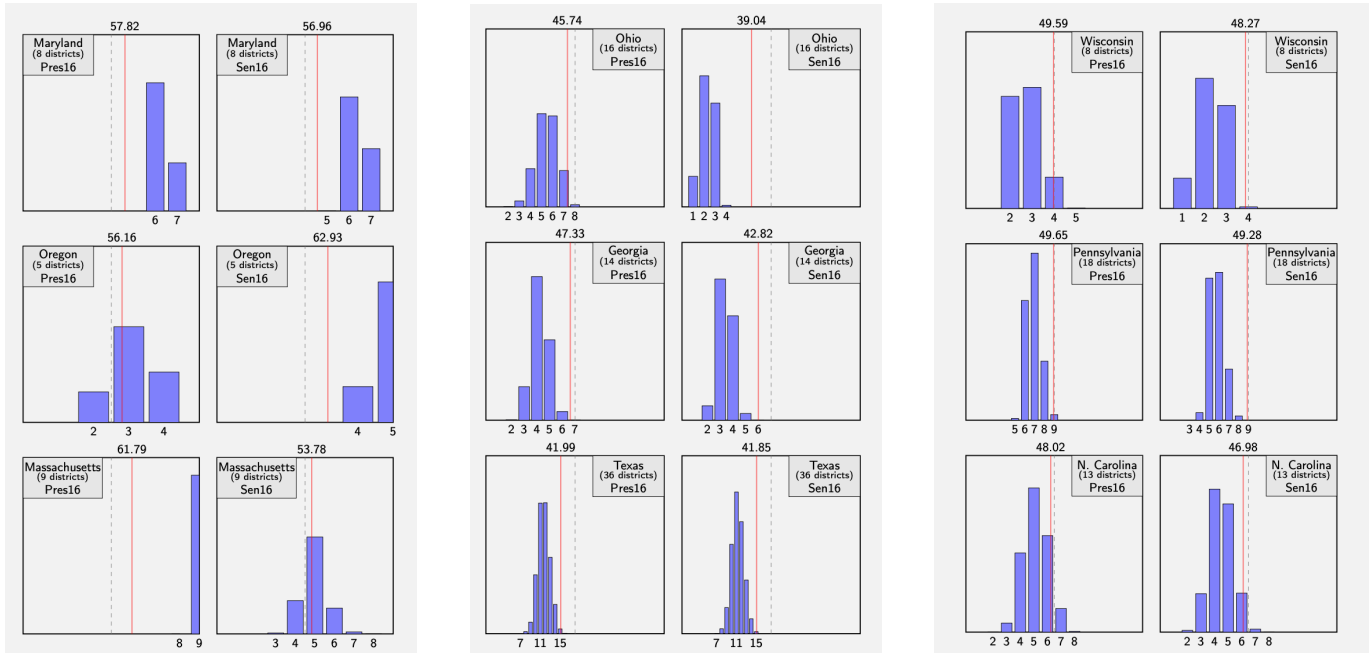 57.82
Maryland
(8 districts)
Pres16
6 7
56.96
Maryland
(8 districts)
Sen16
5 6 7
56.16
Oregon
(5 districts)
Pres16
2 3 4
62.93
Oregon
(5 districts)
Sen16
4 5
61.79
Massachusetts
(9 districts)
Pres16
8 9
53.78
Massachusetts
(9 districts)
Sen16
3 4 5 6 7 8
45.74
Ohio
(16 districts)
Pres16
2 3 4 5 6 7 8
39.04
Ohio
(16 districts)
Sen16
1 2 3 4
47.33
Georgia
(14 districts)
Pres16
2 3 4 5 6 7
42.82
Georgia
(14 districts)
Sen16
2 3 4 5 6
41.99
Texas
(36 districts)
Pres16
7 11 15
41.85
Texas
(36 districts)
Sen16
7 11 15
49.59
Wisconsin
(8 districts)
Pres16
2 3 4 5
48.27
Wisconsin
(8 districts)
Sen16
1 2 3 4
49.65
Pennsylvania
(18 districts)
Pres16
5 6 7 8 9
49.28
Pennsylvania
(18 districts)
Sen16
3 4 5 6 7 8 9
48.02
N. Carolina
(13 districts)
Pres16
2 3 4 5 6 7 8
46.98
N. Carolina
(13 districts)
Sen16
2 3 4 5 6 7 8